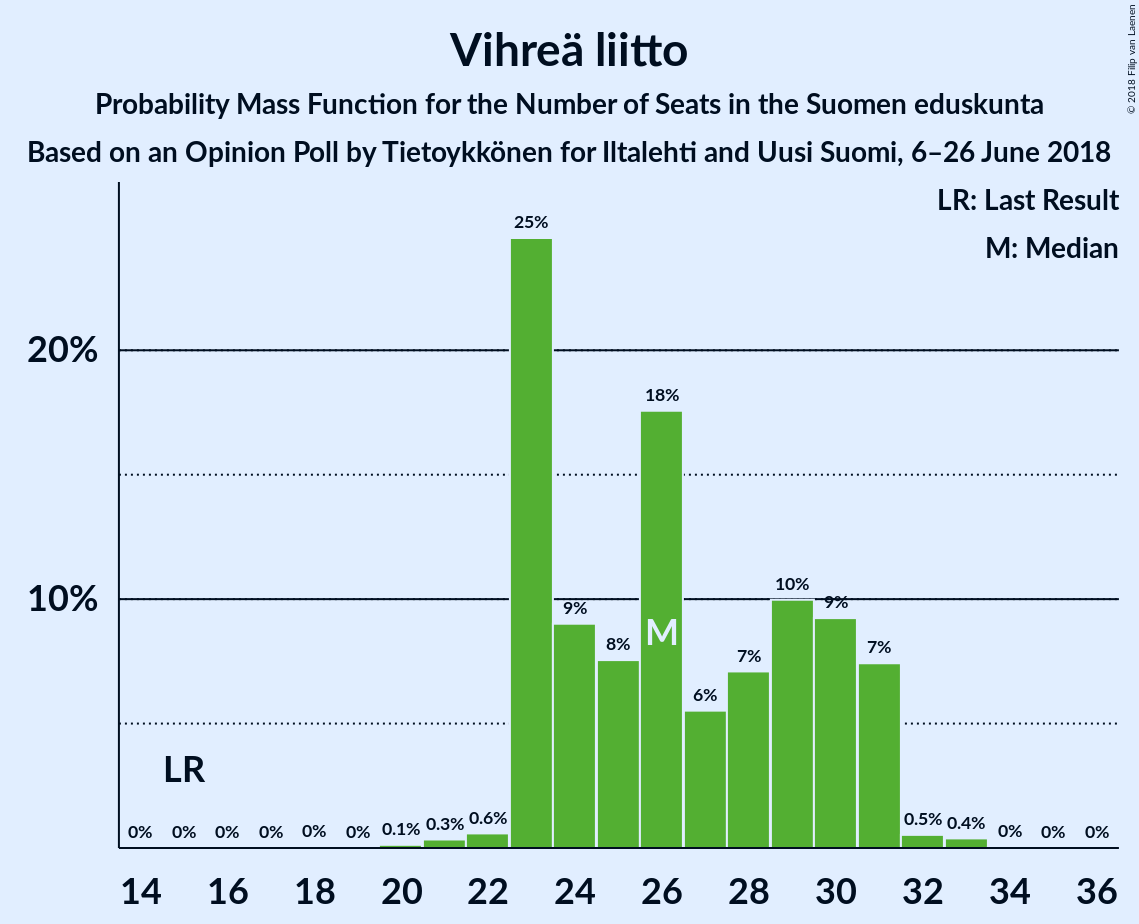 Vihreä liitto
Probability Mass Function for the Number of Seats in the Suomen eduskunta
Based on an Opinion Poll by Tietoykkönen for Iltalehti and Uusi Suomi, 6–26 June 2018
© 2018 Filip van Laenen
LR: Last Result
M: Median
25%
20%
18%
10%
10%
9%
9%
8%
M
7%
7%
6%
LR
0% 0% 0% 0% 0% 0% 0.1% 0.3% 0.6% 0.5% 0.4% 0% 0% 0%
14 16 18 20 22 24 26 28 30 32 34 36